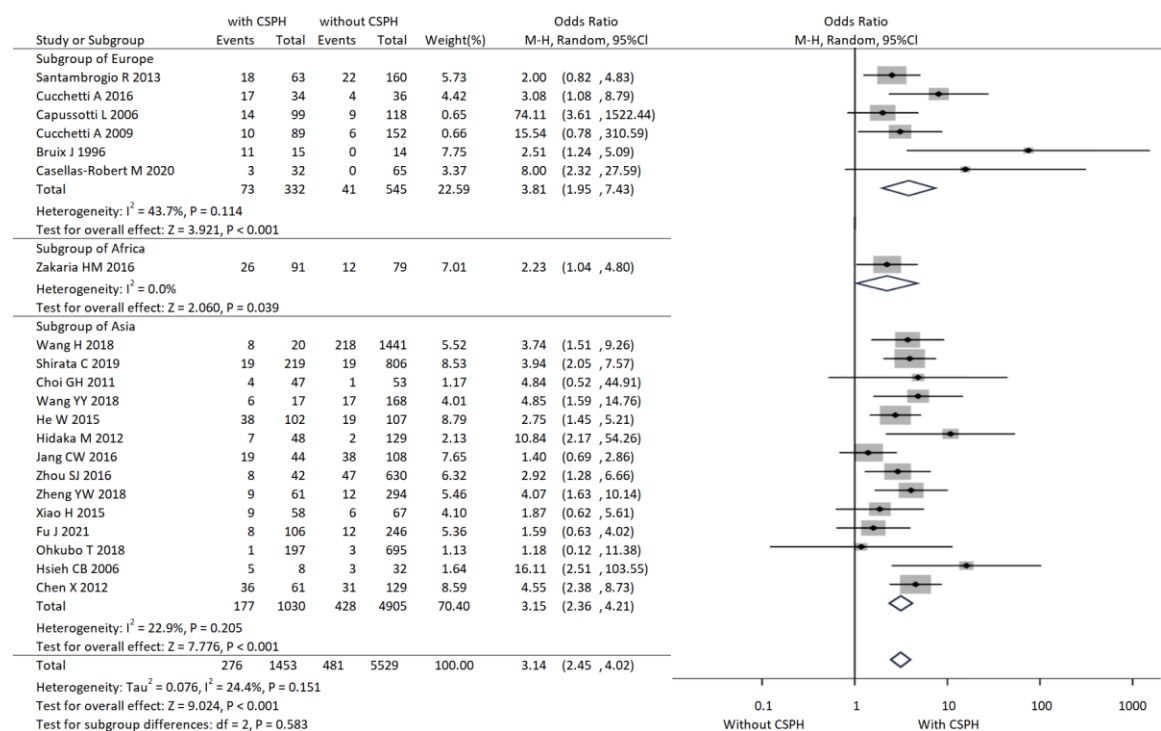 with CSPH without CSPH Odds Ratio Odds Ratio
Study or Subgroup Events Total Events Total Weight(%) M-H, Random, 95%Cl M-H, Random, 95%Cl
Subgroup of Europe
Santambrogio R 2013 18 63 22 160 5.73 2.00 (0.82 , 4.83)
Cucchetti A 2016 17 34 4 36 4.42 3.08 (1.08 , 8.79)
Capussotti L 2006 14 99 9 118 0.65 74.11 (3.61 , 1522.44)
Cucchetti A 2009 10 89 6 152 0.66 15.54 (0.78 , 310.59)
Bruix J 1996 11 15 0 14 7.75 2.51 (1.24 , 5.09)
Casellas-Robert M 2020 3 32 0 65 3.37 8.00 (2.32 , 27.59)
Total 73 332 41 545 22.59 3.81 (1.95 , 7.43)
Heterogeneity: I² = 43.7%, P = 0.114
Test for overall effect: Z = 3.921, P < 0.001
Subgroup of Africa
Zakaria HM 2016 26 91 12 79 7.01 2.23 (1.04 , 4.80)
Heterogeneity: I² = 0.0%
Test for overall effect: Z = 2.060, P = 0.039
Subgroup of Asia
Wang H 2018 8 20 218 1441 5.52 3.74 (1.51 , 9.26)
Shirata C 2019 19 219 19 806 8.53 3.94 (2.05 , 7.57)
Choi GH 2011 4 47 1 53 1.17 4.84 (0.52 , 44.91)
Wang YY 2018 6 17 17 168 4.01 4.85 (1.59 , 14.76)
He W 2015 38 102 19 107 8.79 2.75 (1.45 , 5.21)
Hidaka M 2012 7 48 2 129 2.13 10.84 (2.17 , 54.26)
Jang CW 2016 19 44 38 108 7.65 1.40 (0.69 , 2.86)
Zhou SJ 2016 8 42 47 630 6.32 2.92 (1.28 , 6.66)
Zheng YW 2018 9 61 12 294 5.46 4.07 (1.63 , 10.14)
Xiao H 2015 9 58 6 67 4.10 1.87 (0.62 , 5.61)
Fu J 2021 8 106 12 246 5.36 1.59 (0.63 , 4.02)
Ohkubo T 2018 1 197 3 695 1.13 1.18 (0.12 , 11.38)
Hsieh CB 2006 5 8 3 32 1.64 16.11 (2.51 , 103.55)
Chen X 2012 36 61 31 129 8.59 4.55 (2.38 , 8.73)
Total 177 1030 428 4905 70.40 3.15 (2.36 , 4.21)
Heterogeneity: I² = 22.9%, P = 0.205
Test for overall effect: Z = 7.776, P < 0.001
Total 276 1453 481 5529 100.00 3.14 (2.45 , 4.02)
Heterogeneity: Tau² = 0.076, I² = 24.4%, P = 0.151
Test for overall effect: Z = 9.024, P < 0.001
Test for subgroup differences: df = 2, P = 0.583
0.1 1 10 100 1000
Without CSPH With CSPH